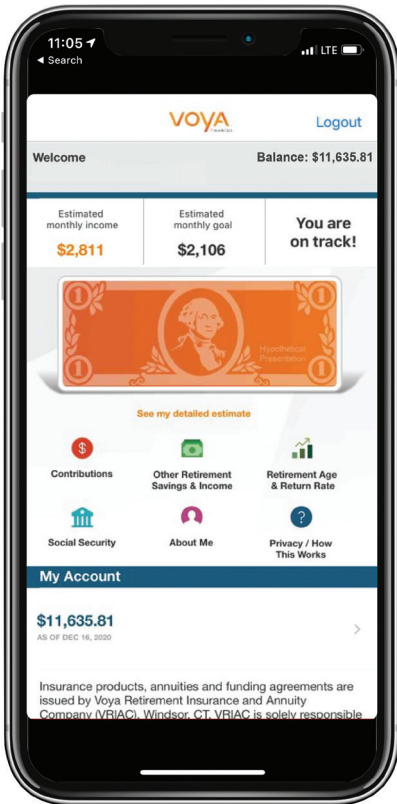 11:05
◀ Search
LTE
VOYA
FINANCIAL
Logout
Welcome
Balance: $11,635.81
Estimated
monthly income
$2,811
Estimated
monthly goal
$2,106
You are
on track!
1
1
Hypothetical
Presentation
1
1
See my detailed estimate
$
Contributions
Other Retirement
Savings & Income
Retirement Age
& Return Rate
Social Security
About Me
?
Privacy / How
This Works
My Account
$11,635.81
AS OF DEC 16, 2020
Insurance products, annuities and funding agreements are
issued by Voya Retirement Insurance and Annuity
Company (VRIAC), Windsor, CT. VRIAC is solely responsible